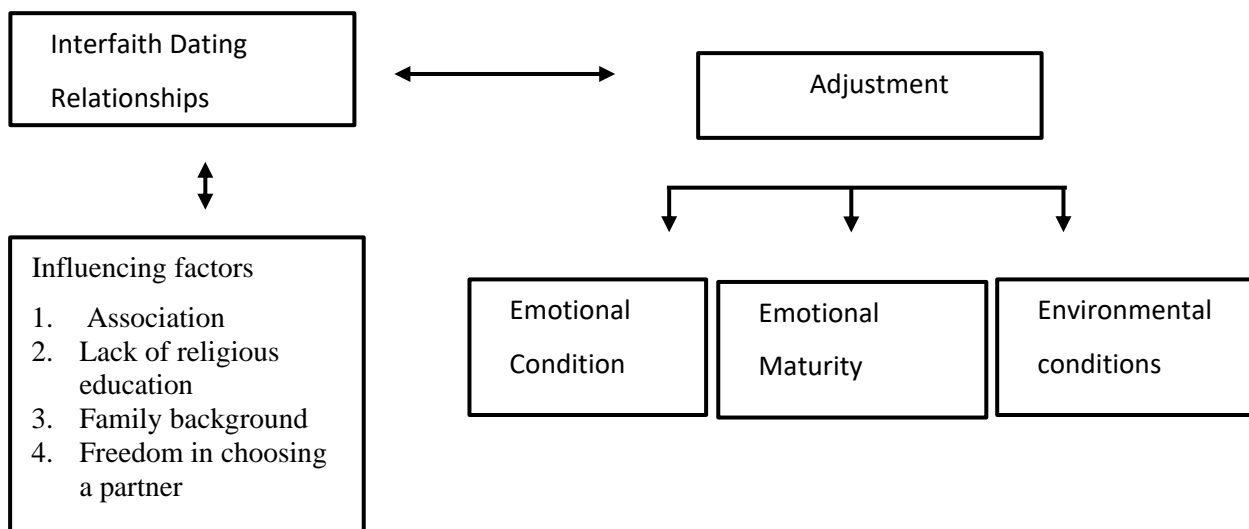 Interfaith Dating
Relationships
Adjustment
Influencing factors
1. Association
2. Lack of religious
education
3. Family background
4. Freedom in choosing
a partner
Emotional
Condition
Emotional
Maturity
Environmental
conditions